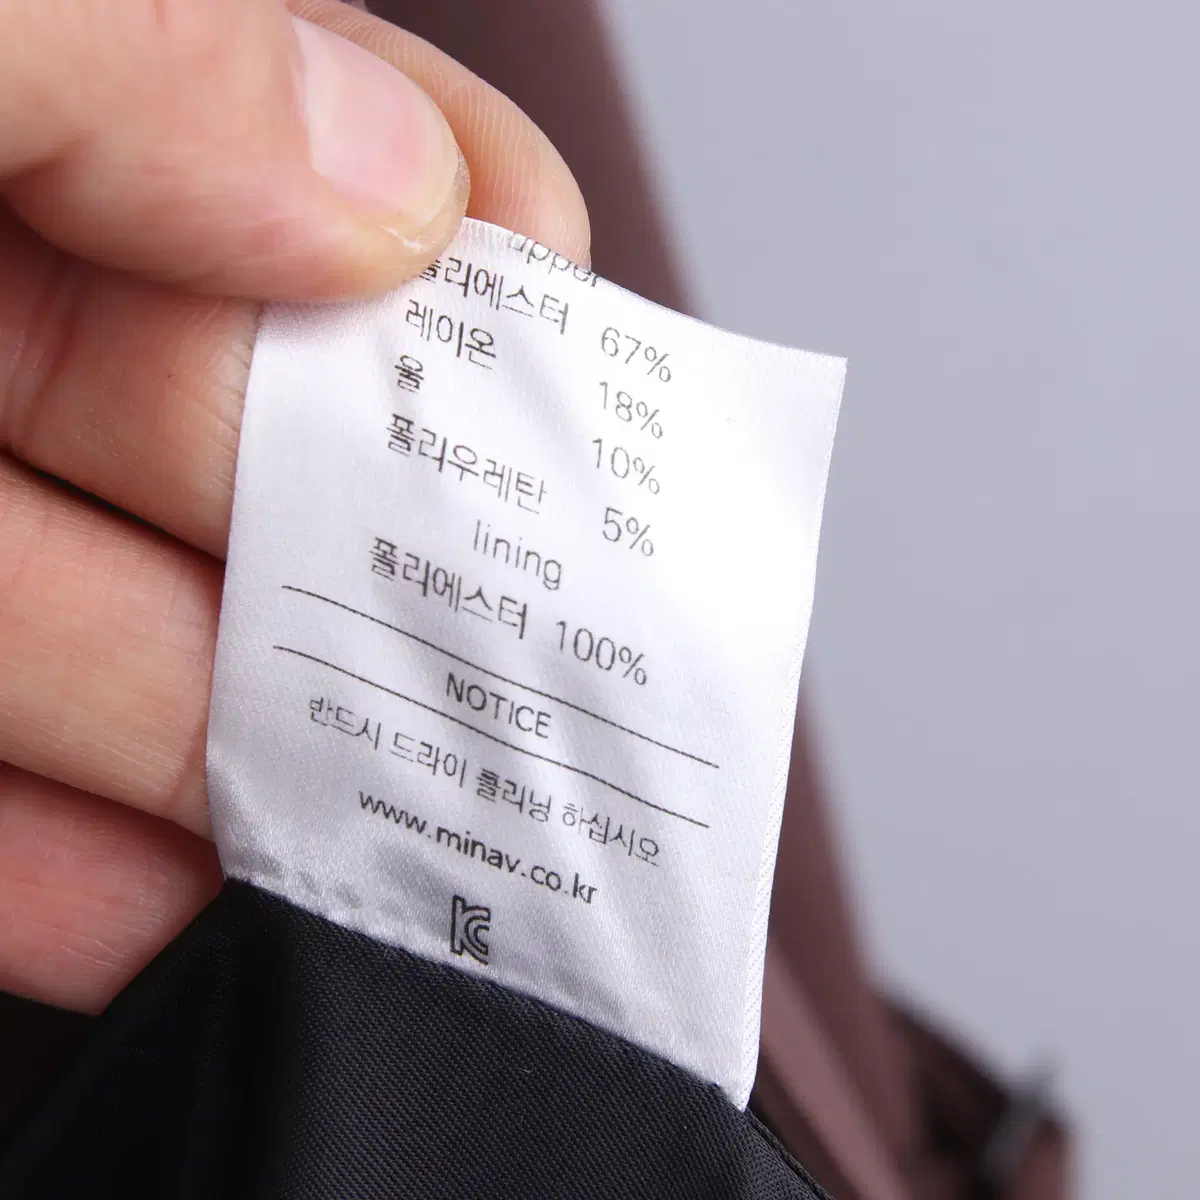 upper
폴리에스터 67%
레이온 18%
울 10%
폴리우레탄 5%
lining
폴리에스터 100%
NOTICE
반드시 드라이 클리닝 하십시오
www.minav.co.kr
KC